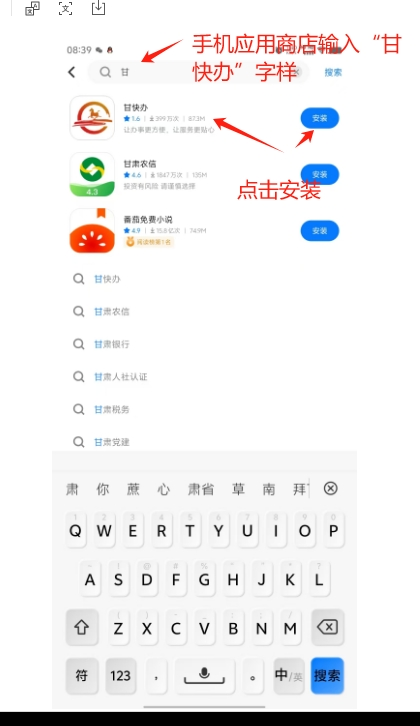 手机应用商店输入“甘
快办”字样
08:39
甘
搜索
甘快办
1.6 399万次 87.3M
让办事更方便，让服务更贴心
安装
点击安装
甘肃农信
4.6 1847万次 135M
投资有风险 请谨慎选择
4.3
安装
番茄免费小说
4.9 15.8亿次 74.9M
阅读榜第1名
安装
甘快办
甘肃农信
甘肃银行
甘肃人社认证
甘肃税务
甘肃党建
肃 你 蔗 心 肃省 草 南 拜
Q W E R T Y U I O P
A S D F G H J K L
Z X C V B N M
符 123 ， 。 中/英 搜索